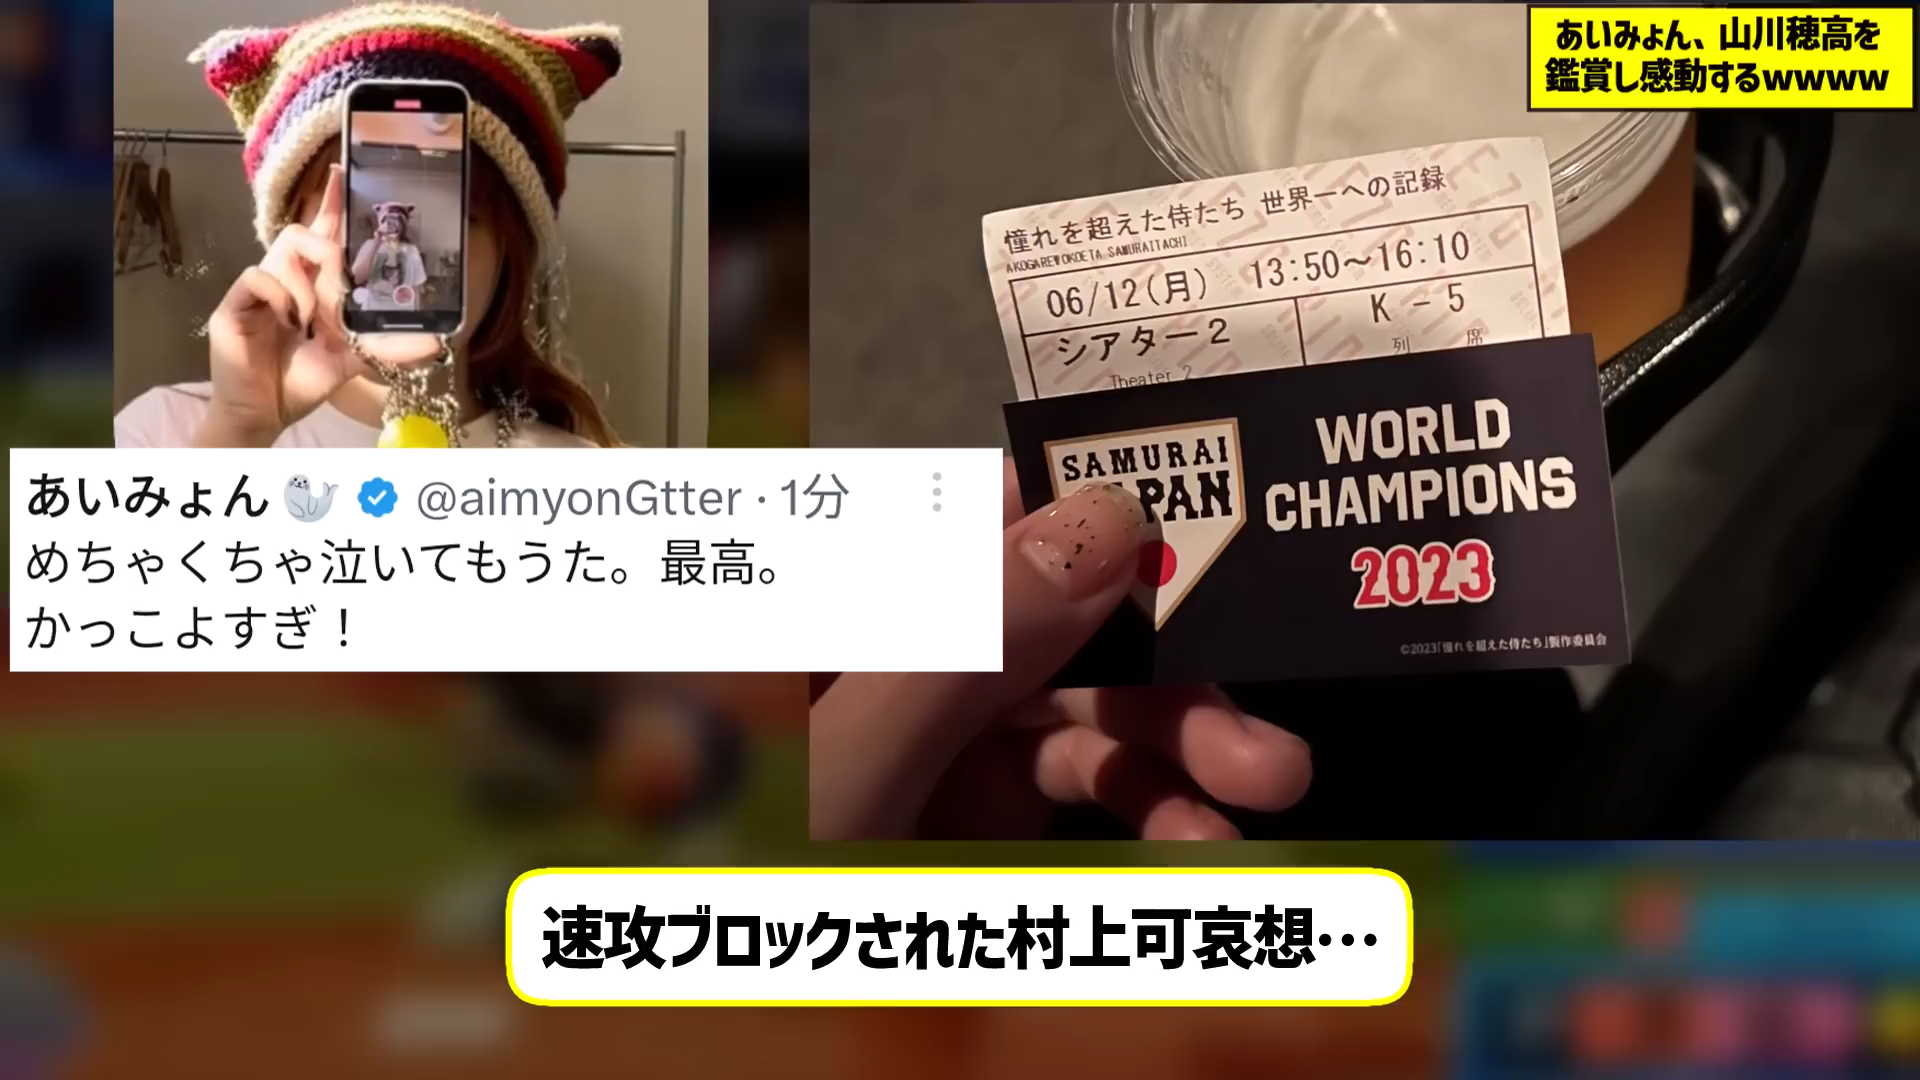 あいみょん、山川穂高を
鑑賞し感動するwwww
憧れを超えた侍たち 世界一への記録
AKOGAREWOKOETA SAMURAITACHI
06/12(月) 13:50～16:10
シアター2
K - 5
列 席
Theater 2
SAMURAI
PAN
WORLD
CHAMPIONS
2023
©2023「憧れを超えた侍たち」製作委員会
あいみょん @aimyonGtter · 1分
めちゃくちゃ泣いてもうた。最高。
かっこよすぎ！
速攻ブロックされた村上可哀想…